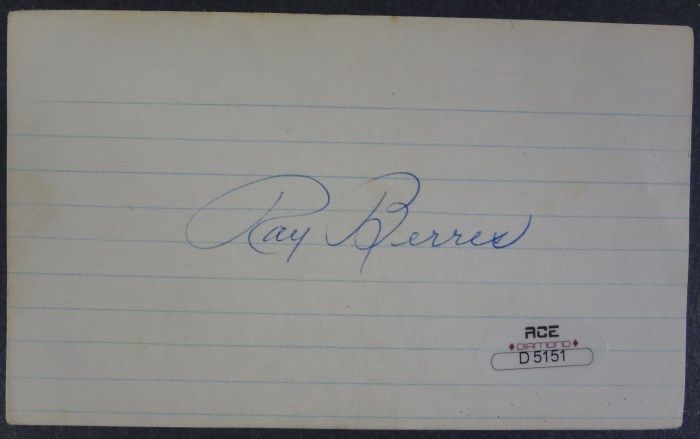 Ray Berres
ACE
DIAMOND
D 5151